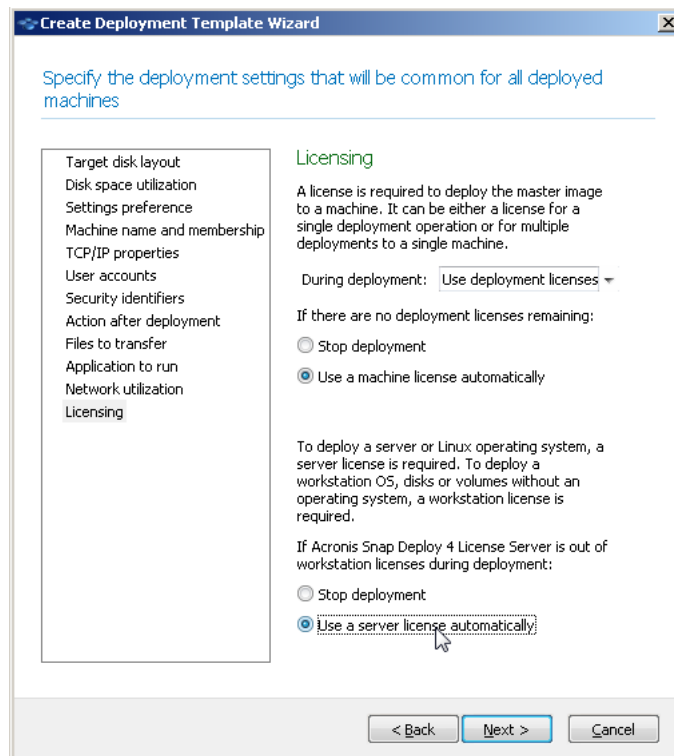 Create Deployment Template Wizard
Specify the deployment settings that will be common for all deployed
machines
Target disk layout
Disk space utilization
Settings preference
Machine name and membership
TCP/IP properties
User accounts
Security identifiers
Action after deployment
Files to transfer
Application to run
Network utilization
Licensing
Licensing
A license is required to deploy the master image
to a machine. It can be either a license for a
single deployment operation or for multiple
deployments to a single machine.
During deployment: Use deployment licenses
If there are no deployment licenses remaining:
Stop deployment
Use a machine license automatically
To deploy a server or Linux operating system, a
server license is required. To deploy a
workstation OS, disks or volumes without an
operating system, a workstation license is
required.
If Acronis Snap Deploy 4 License Server is out of
workstation licenses during deployment:
Stop deployment
Use a server license automatically
< Back Next > Cancel